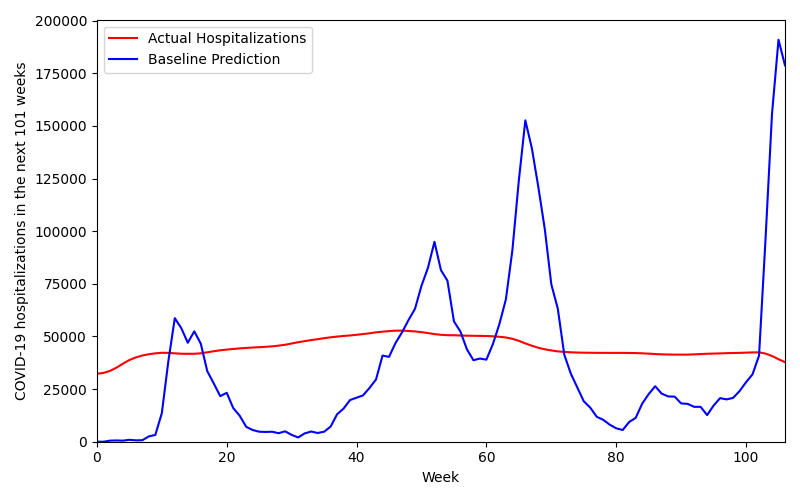 Actual Hospitalizations
Baseline Prediction
COVID-19 hospitalizations in the next 101 weeks
200000
175000
150000
125000
100000
75000
50000
25000
0
0 20 40 60 80 100
Week